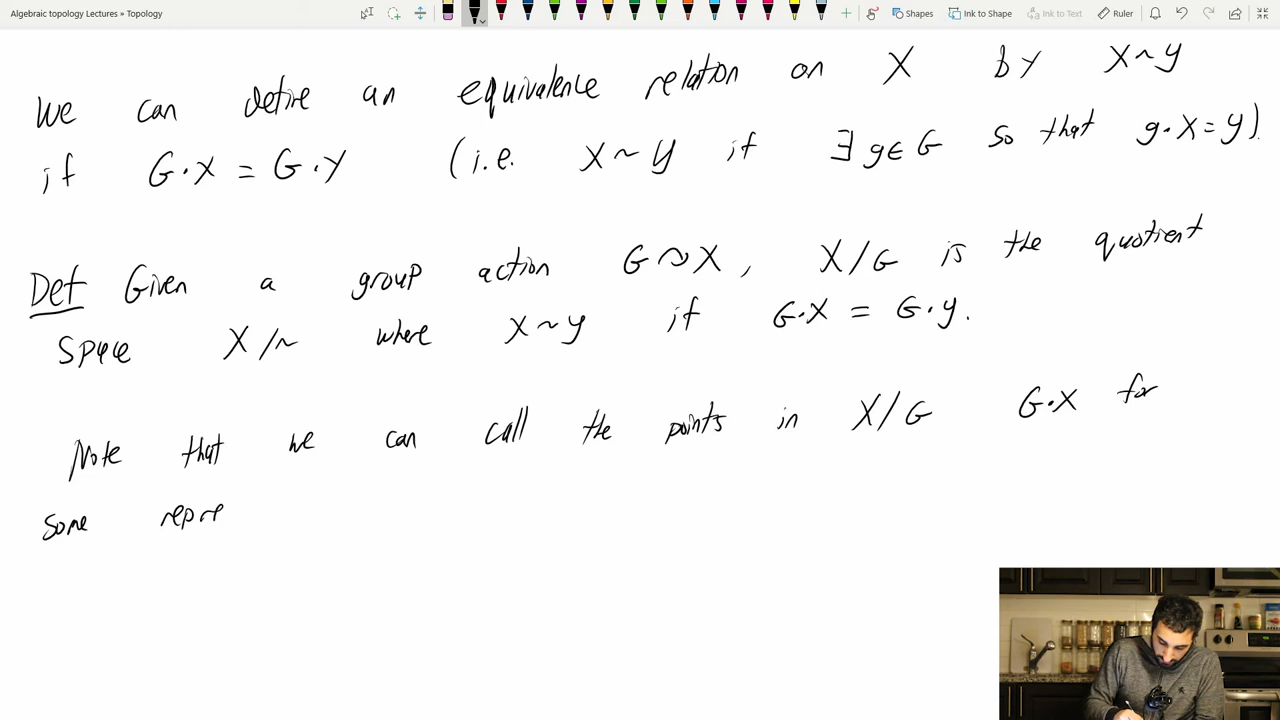 Algebraic topology Lectures » Topology
Shapes
Ink to Shape
Ink to Text
Ruler
We can define an equivalence relation on X by x~y
if G·x = G·y (i.e. x~y if ∃ g∈G so that g·x=y).
Def Given a group action G↷X, X/G is the quotient
Space X/~ where x~y if G·x = G·y.
Note that we can call the points in X/G G·x for
some repre